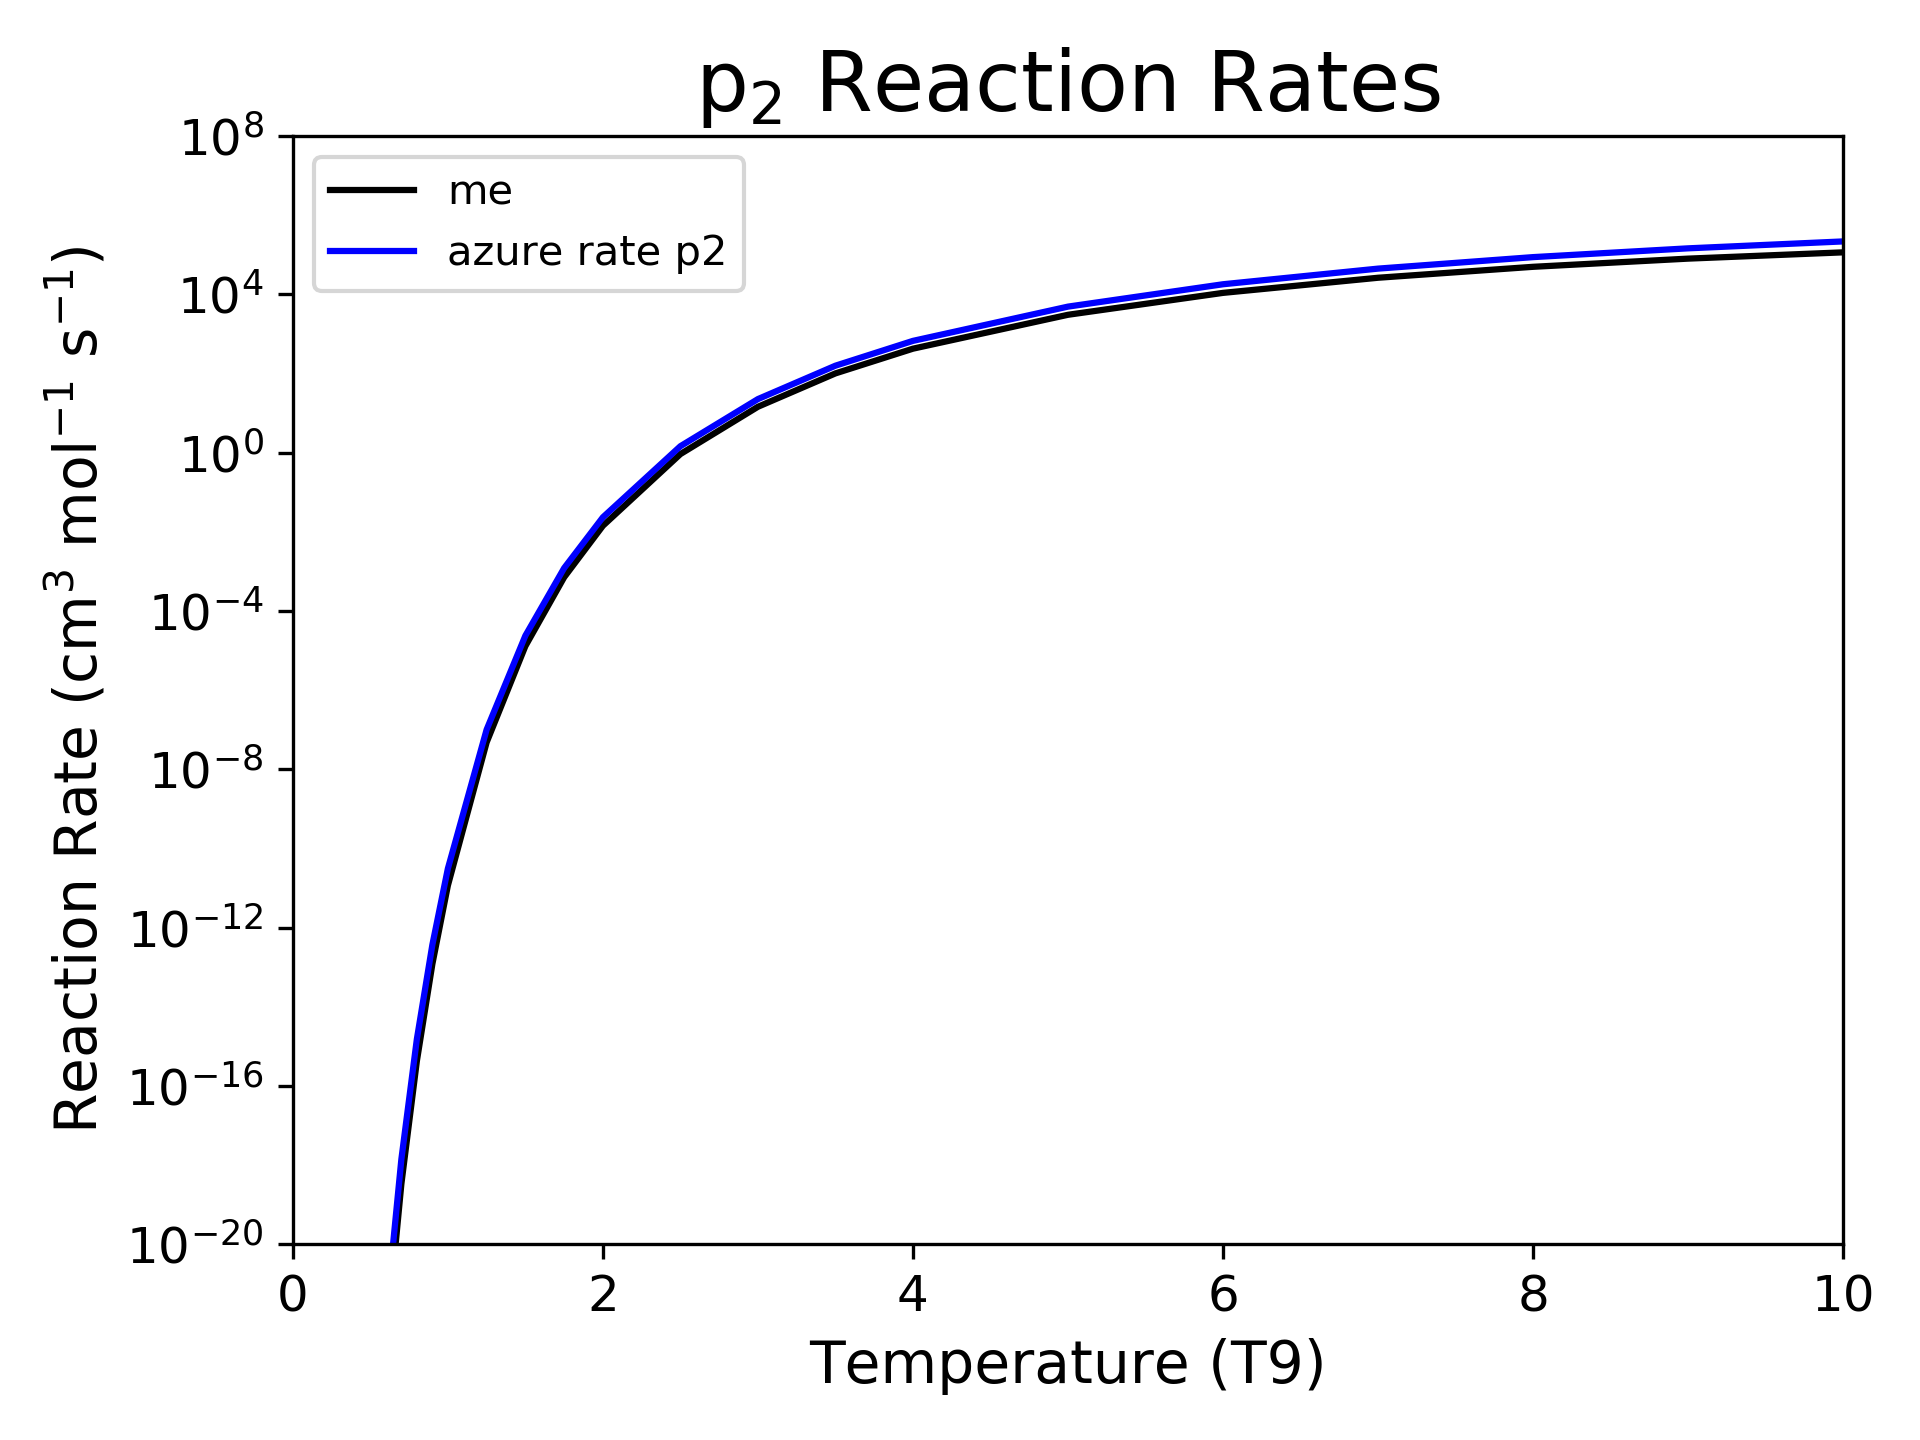 p₂ Reaction Rates
me
azure rate p2
Reaction Rate (cm³ mol⁻¹ s⁻¹)
10⁸
10⁴
10⁰
10⁻⁴
10⁻⁸
10⁻¹²
10⁻¹⁶
10⁻²⁰
0 2 4 6 8 10
Temperature (T9)